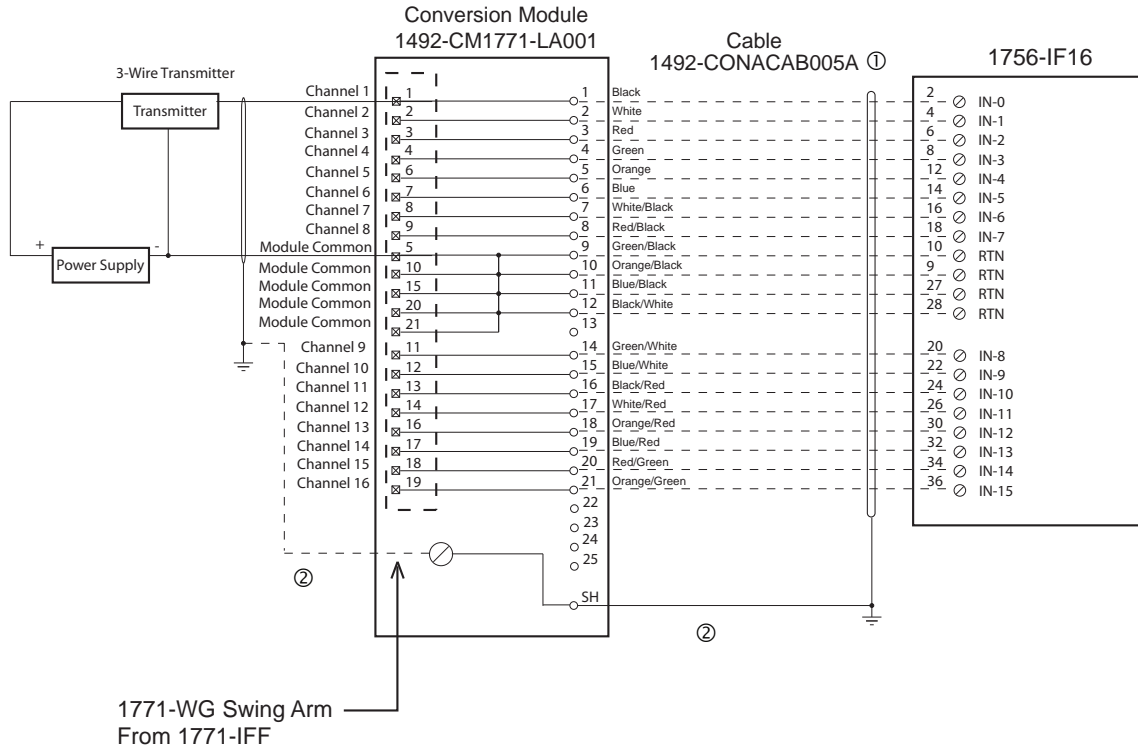 Conversion Module
1492-CM1771-LA001
Cable
1492-CONACAB005A ①
1756-IF16
3-Wire Transmitter
Transmitter
+
-
Power Supply
Channel 1 1 1 Black 2 IN-0
Channel 2 2 2 White 4 IN-1
Channel 3 3 3 Red 6 IN-2
Channel 4 4 4 Green 8 IN-3
Channel 5 6 5 Orange 12 IN-4
Channel 6 7 6 Blue 14 IN-5
Channel 7 8 7 White/Black 16 IN-6
Channel 8 9 8 Red/Black 18 IN-7
Module Common 5 9 Green/Black 10 RTN
Module Common 10 10 Orange/Black 9 RTN
Module Common 15 11 Blue/Black 27 RTN
Module Common 20 12 Black/White 28 RTN
Module Common 21 13
Channel 9 11 14 Green/White 20 IN-8
Channel 10 12 15 Blue/White 22 IN-9
Channel 11 13 16 Black/Red 24 IN-10
Channel 12 14 17 White/Red 26 IN-11
Channel 13 16 18 Orange/Red 30 IN-12
Channel 14 17 19 Blue/Red 32 IN-13
Channel 15 18 20 Red/Green 34 IN-14
Channel 16 19 21 Orange/Green 36 IN-15
22
23
24
25
SH
②
②
1771-WG Swing Arm
From 1771-IFF